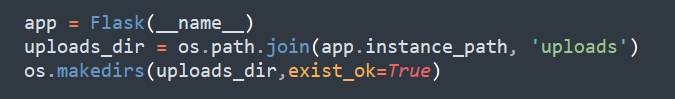 app = Flask(__name__)
uploads_dir = os.path.join(app.instance_path, 'uploads')
os.makedirs(uploads_dir,exist_ok=True)